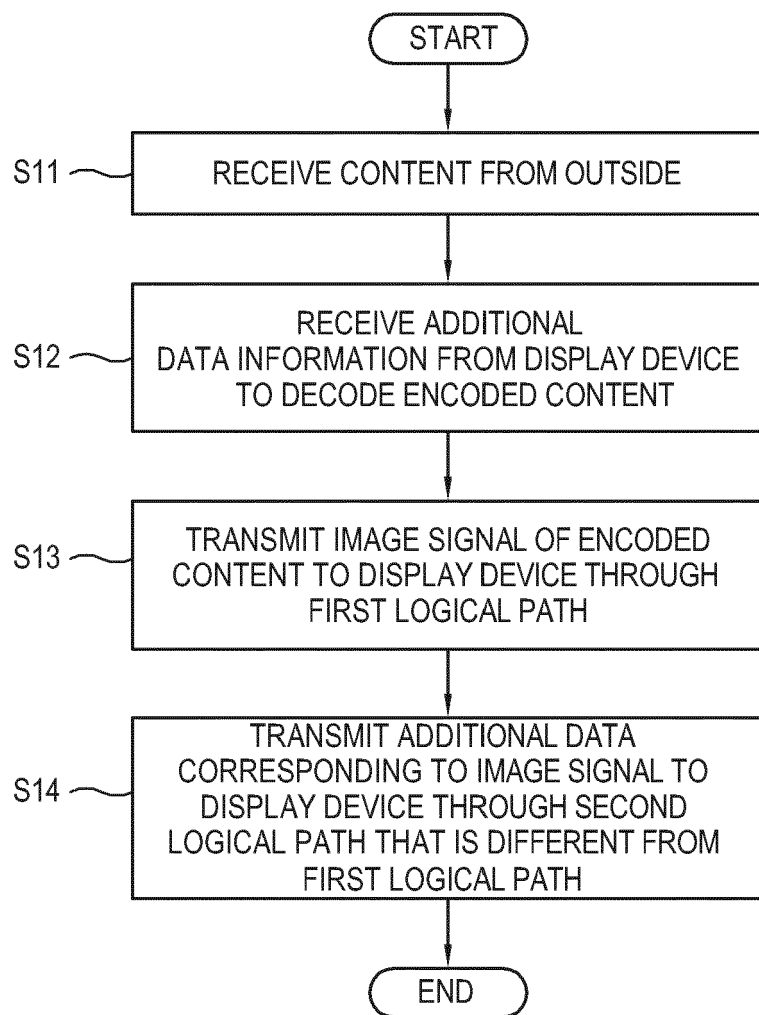 START
S11
RECEIVE CONTENT FROM OUTSIDE
S12
RECEIVE ADDITIONAL
DATA INFORMATION FROM DISPLAY DEVICE
TO DECODE ENCODED CONTENT
S13
TRANSMIT IMAGE SIGNAL OF ENCODED
CONTENT TO DISPLAY DEVICE THROUGH
FIRST LOGICAL PATH
S14
TRANSMIT ADDITIONAL DATA
CORRESPONDING TO IMAGE SIGNAL TO
DISPLAY DEVICE THROUGH SECOND
LOGICAL PATH THAT IS DIFFERENT FROM
FIRST LOGICAL PATH
END